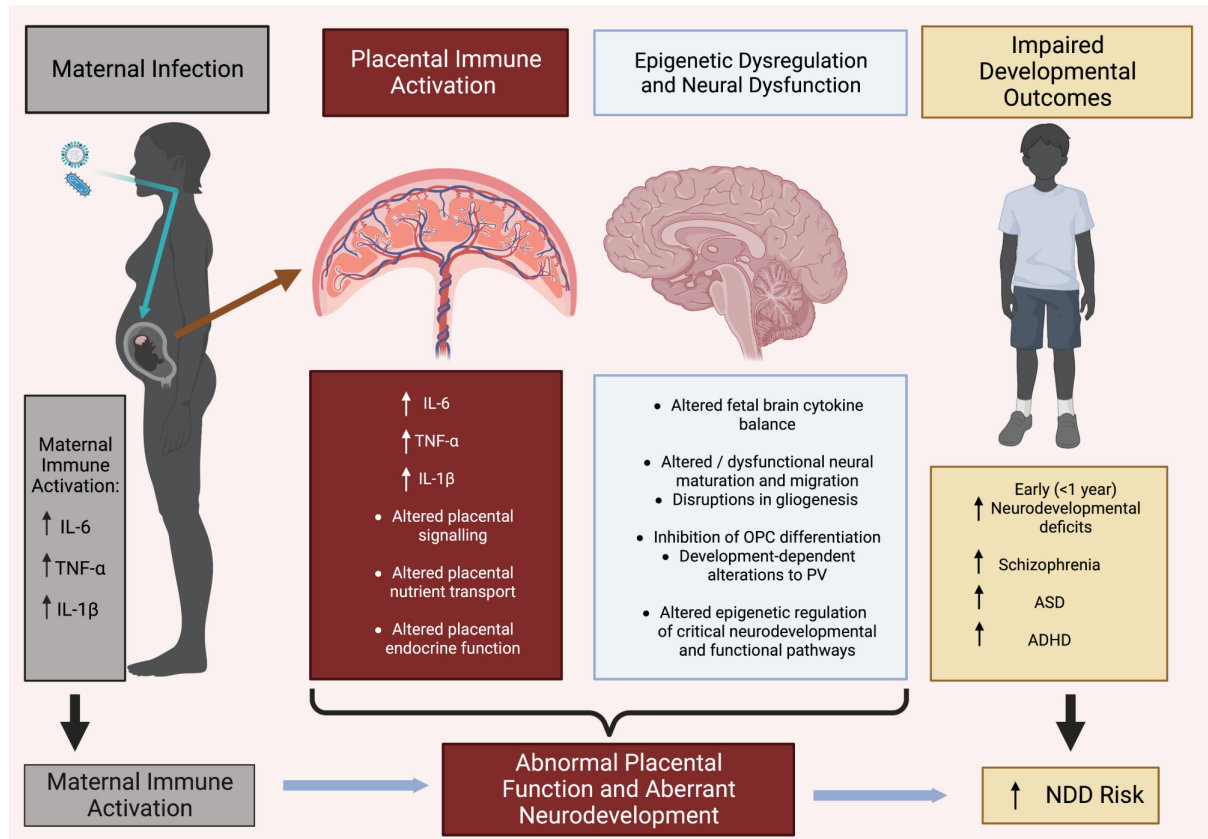 Maternal Infection
Placental Immune
Activation
Epigenetic Dysregulation
and Neural Dysfunction
Impaired
Developmental
Outcomes
Maternal
Immune
Activation:
↑ IL-6
↑ TNF-α
↑ IL-1β
↑ IL-6
↑ TNF-α
↑ IL-1β
• Altered placental
signalling
• Altered placental
nutrient transport
• Altered placental
endocrine function
• Altered fetal brain cytokine
balance
• Altered / dysfunctional neural
maturation and migration
• Disruptions in gliogenesis
• Inhibition of OPC differentiation
• Development-dependent
alterations to PV
• Altered epigenetic regulation
of critical neurodevelopmental
and functional pathways
Early (<1 year)
↑ Neurodevelopmental
deficits
↑ Schizophrenia
↑ ASD
↑ ADHD
Maternal Immune
Activation
Abnormal Placental
Function and Aberrant
Neurodevelopment
↑ NDD Risk